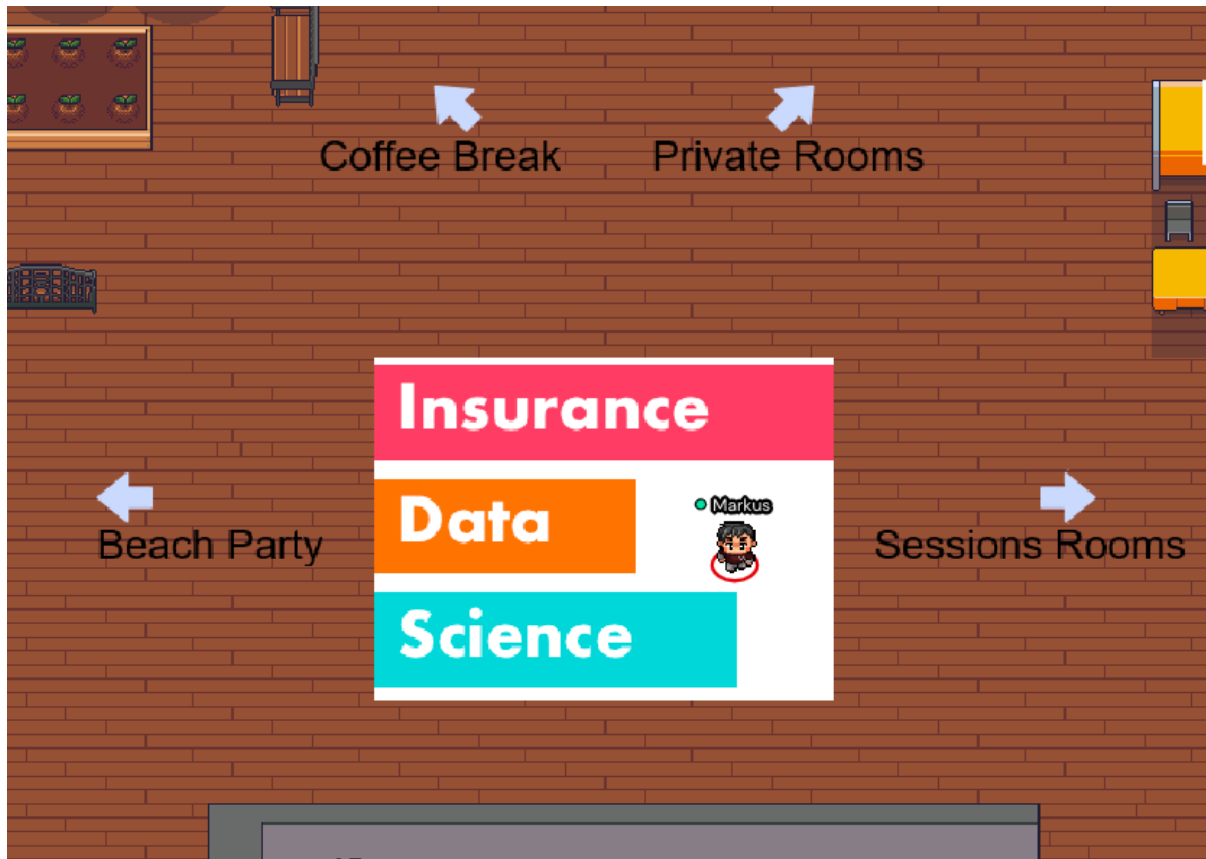 Coffee Break
Private Rooms
Insurance
Data
Markus
Beach Party
Sessions Rooms
Science